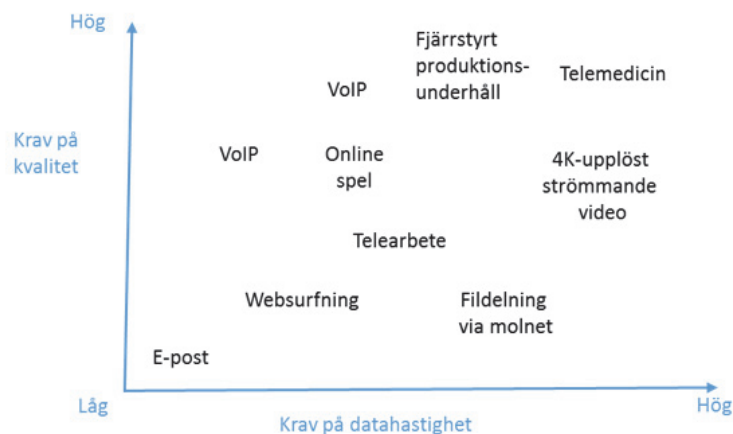 Hög
Fjärrstyrt
produktions-
underhåll
Telemedicin
VoIP
Krav på
kvalitet
VoIP
Online
spel
4K-upplöst
strömmande
video
Telearbete
Websurfning
Fildelning
via molnet
E-post
Låg
Krav på datahastighet
Hög